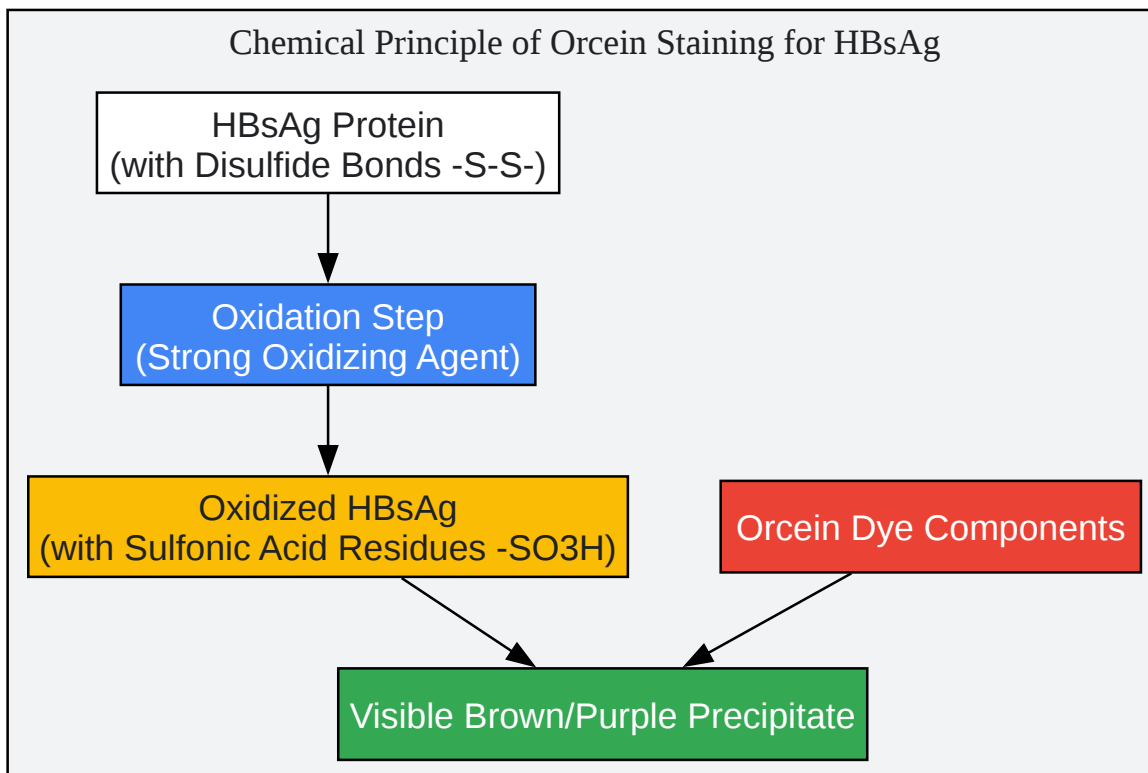 Chemical Principle of Orcein Staining for HBsAg
HBsAg Protein
(with Disulfide Bonds -S-S-)
Oxidation Step
(Strong Oxidizing Agent)
Oxidized HBsAg
(with Sulfonic Acid Residues -SO3H)
Orcein Dye Components
Visible Brown/Purple Precipitate